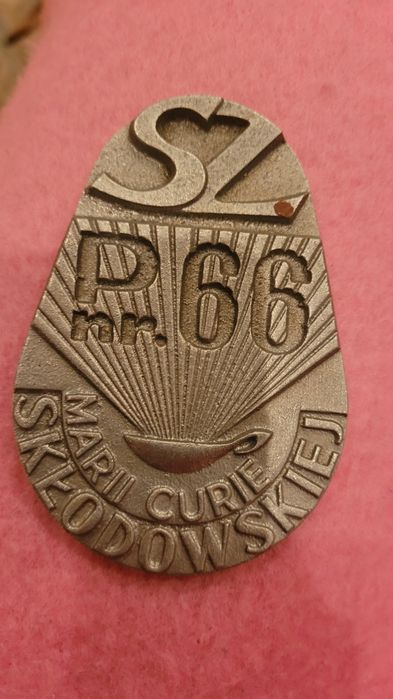 SZ.
P
nr. 66
MARII CURIE
SKŁODOWSKIEJ